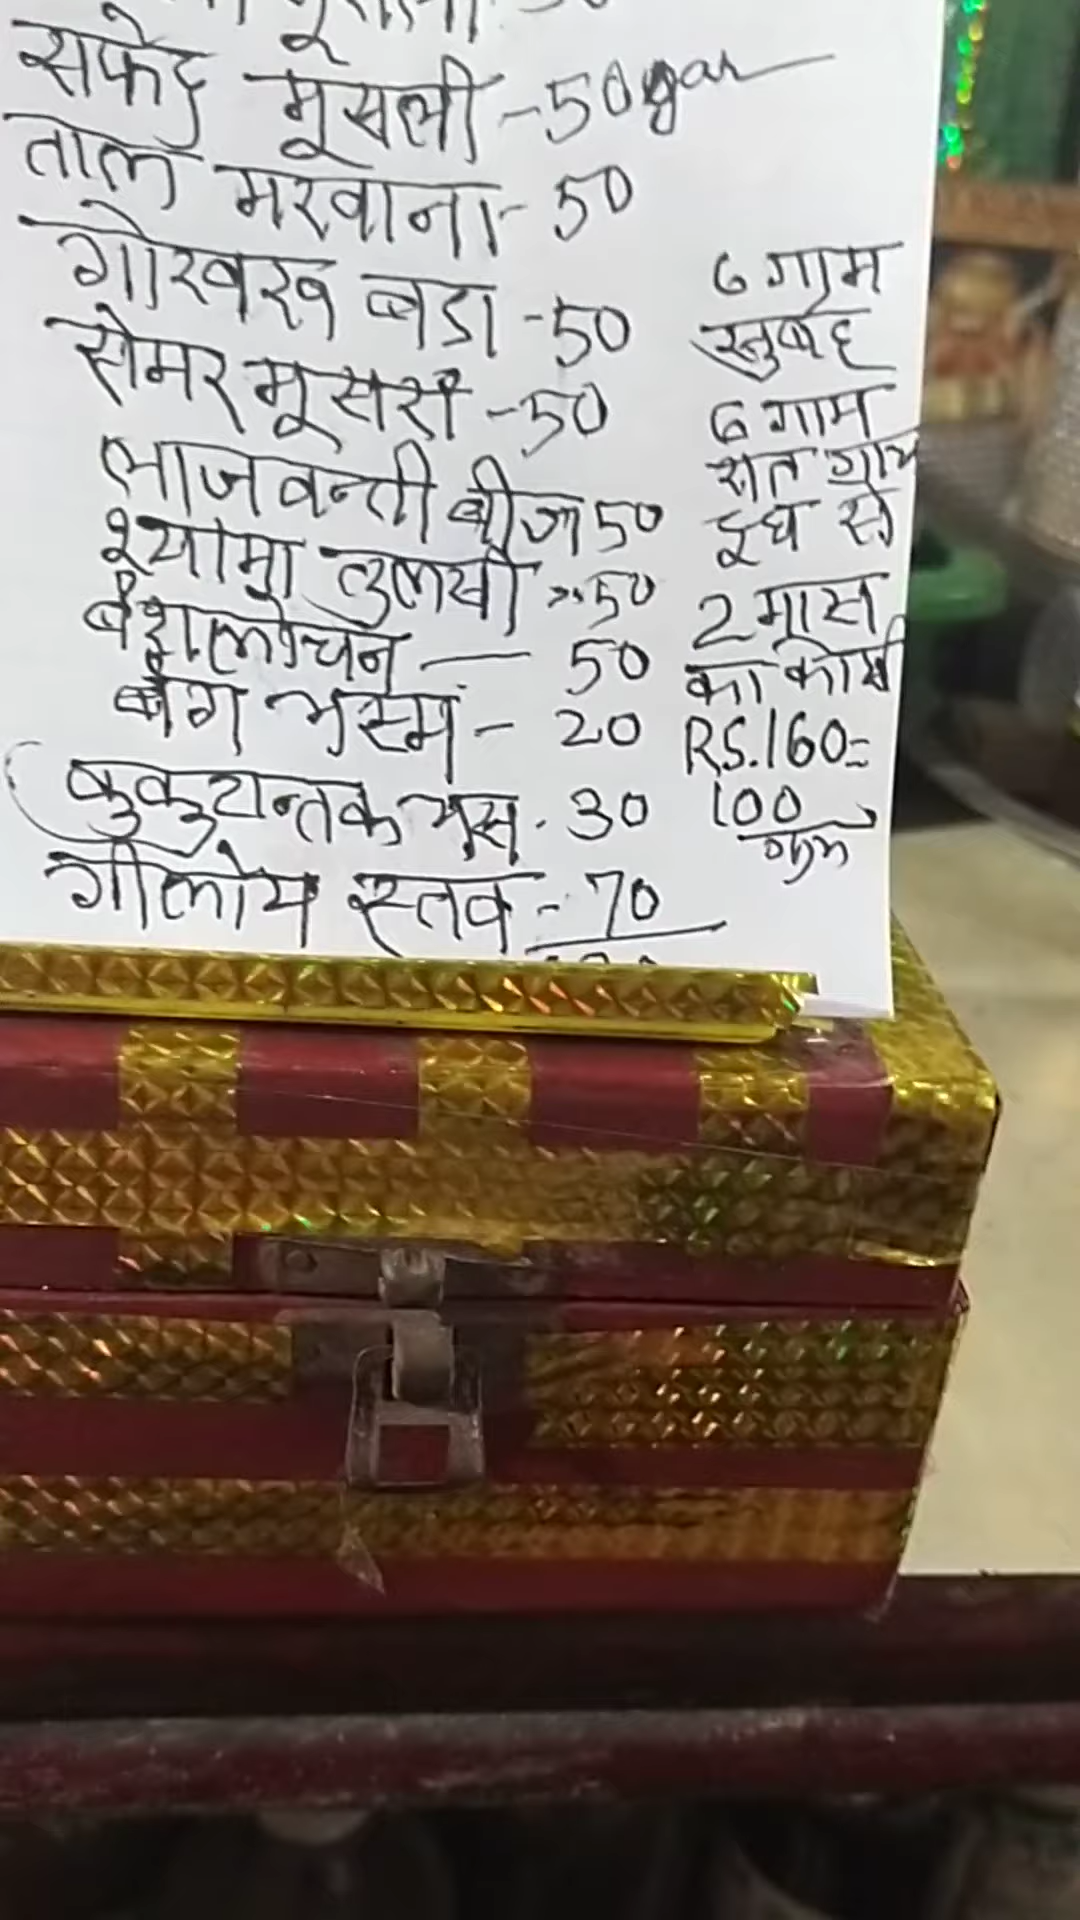 सफेद मूसली - 50 gm
ताल मखाना - 50
गोखरू बडा - 50
सेमर मूसरा - 50
लाजवन्ती बीज 50
श्यामा तुलसी 50
बंशलोचन — 50
बंग भस्म - 20
कुकुटान्तक भस्म . 30
गीलोय स्तव - 70
6 गाम
सुबह
6 गाम
रात गाय
दूध से
2 मास
का कोर्स
RS.160=
100